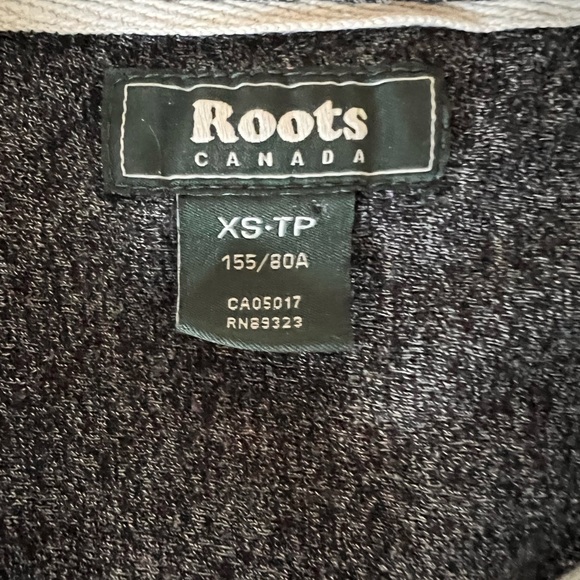 Roots
CANADA
XS·TP
155/80A
CA05017
RN89323